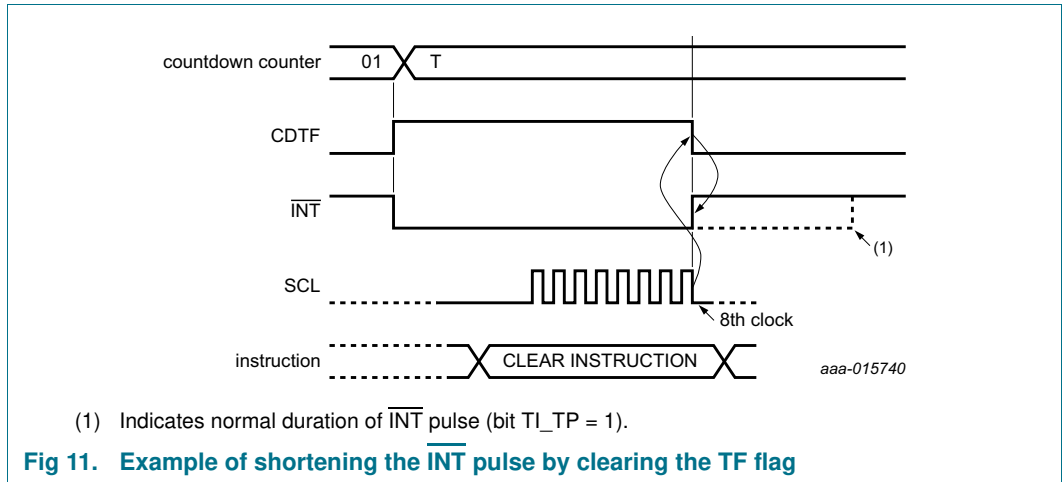 countdown counter 01 T
CDTF
INT
(1)
SCL
8th clock
instruction CLEAR INSTRUCTION
aaa-015740
(1) Indicates normal duration of INT pulse (bit TI_TP = 1).
Fig 11. Example of shortening the INT pulse by clearing the TF flag